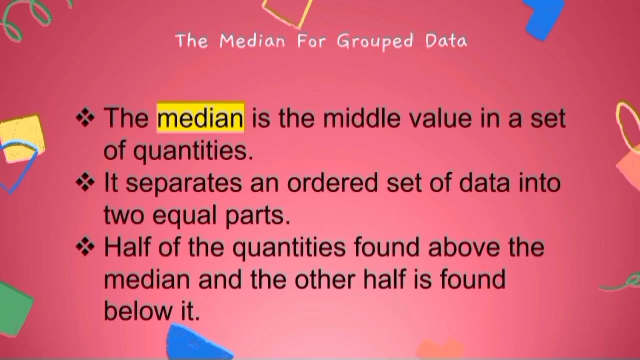 The Median For Grouped Data
❖ The median is the middle value in a set
of quantities.
❖ It separates an ordered set of data into
two equal parts.
❖ Half of the quantities found above the
median and the other half is found
below it.